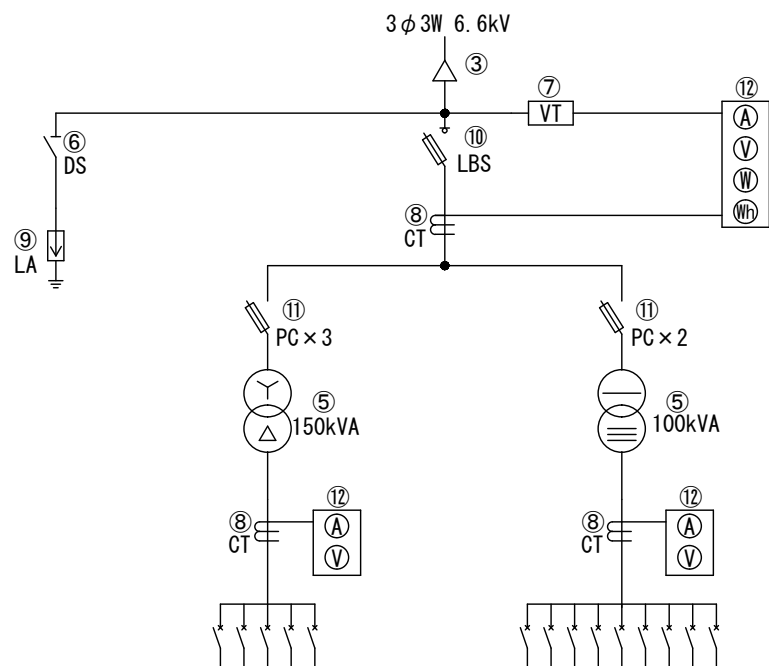 3φ3W 6.6kV
③
⑦
VT
⑫
A
V
W
Wh
⑥
DS
⑩
LBS
⑧
CT
⑨
LA
⑪
PC×3
⑪
PC×2
⑤
150kVA
⑤
100kVA
⑧
CT
⑫
A
V
⑧
CT
⑫
A
V